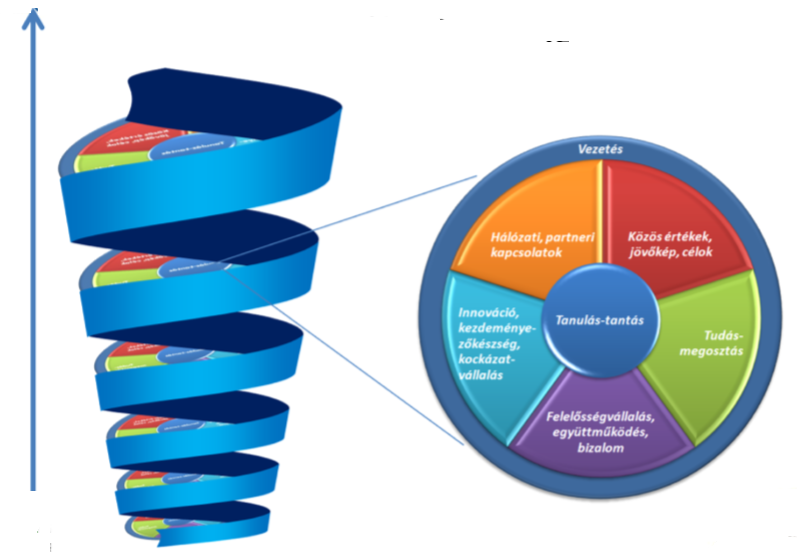 Vezetés
Hálózati, partneri
kapcsolatok
Közös értékek,
jövőkép, célok
Innováció,
kezdeménye-
zőkészség,
kockázat-
vállalás
Tanulás-tantás
Tudás-
megosztás
Felelősségvállalás,
együttműködés,
bizalom